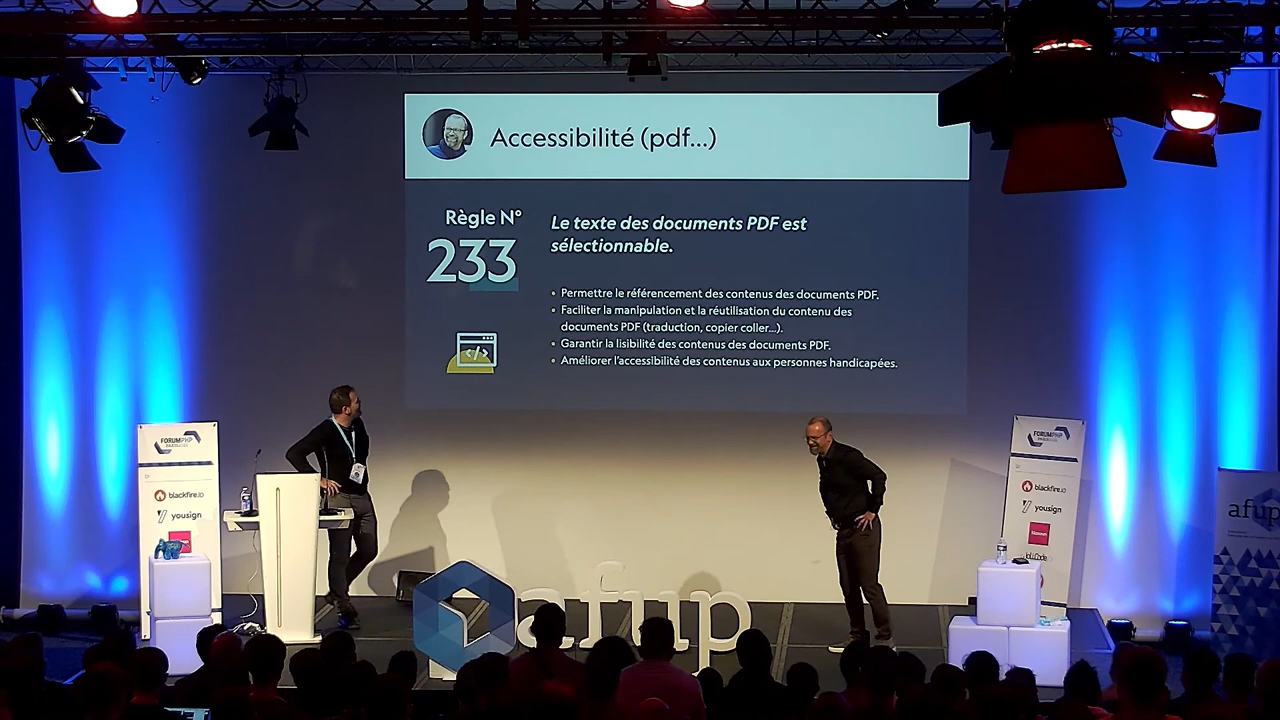 Accessibilité (pdf...)
Règle N°
233
Le texte des documents PDF est
sélectionnable.
• Permettre le référencement des contenus des documents PDF.
• Faciliter la manipulation et la réutilisation du contenu des
documents PDF (traduction, copier coller...).
• Garantir la lisibilité des contenus des documents PDF.
• Améliorer l'accessibilité des contenus aux personnes handicapées.
</>
FORUM PHP
blackfire.io
yousign
FORUM PHP
blackfire.io
yousign
JoliCode
afup
afup